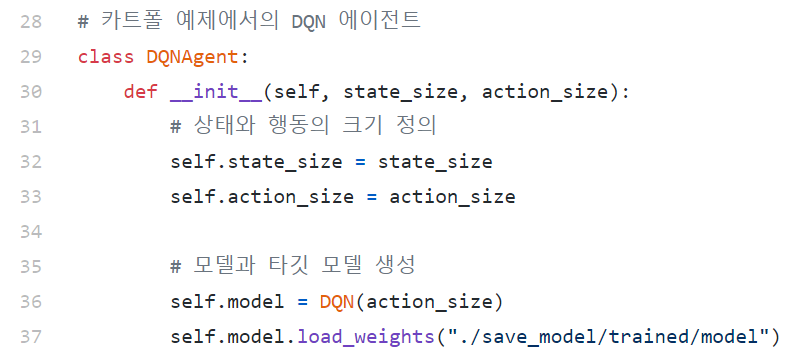 28 # 카트폴 예제에서의 DQN 에이전트
29 class DQNAgent:
30     def __init__(self, state_size, action_size):
31         # 상태와 행동의 크기 정의
32         self.state_size = state_size
33         self.action_size = action_size
34
35         # 모델과 타깃 모델 생성
36         self.model = DQN(action_size)
37         self.model.load_weights("./save_model/trained/model")